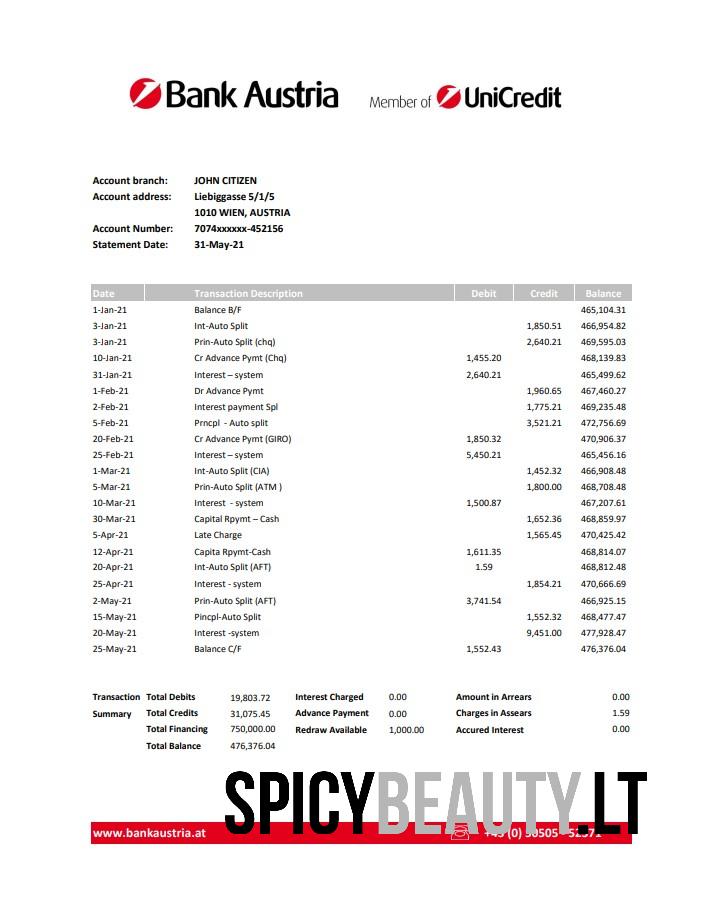 Bank Austria Member of UniCredit
Account branch: JOHN CITIZEN
Account address: Liebiggasse 5/1/5
1010 WIEN, AUSTRIA
Account Number: 7074xxxxxx-452156
Statement Date: 31-May-21
Date Transaction Description Debit Credit Balance
1-Jan-21 Balance B/F 465,104.31
3-Jan-21 Int-Auto Split 1,850.51 466,954.82
3-Jan-21 Prin-Auto Split (chq) 2,640.21 469,595.03
10-Jan-21 Cr Advance Pymt (Chq) 1,455.20 468,139.83
31-Jan-21 Interest – system 2,640.21 465,499.62
1-Feb-21 Dr Advance Pymt 1,960.65 467,460.27
2-Feb-21 Interest payment Spl 1,775.21 469,235.48
5-Feb-21 Prncpl - Auto split 3,521.21 472,756.69
20-Feb-21 Cr Advance Pymt (GIRO) 1,850.32 470,906.37
25-Feb-21 Interest – system 5,450.21 465,456.16
1-Mar-21 Int-Auto Split (CIA) 1,452.32 466,908.48
5-Mar-21 Prin-Auto Split (ATM ) 1,800.00 468,708.48
10-Mar-21 Interest - system 1,500.87 467,207.61
30-Mar-21 Capital Rpymt – Cash 1,652.36 468,859.97
5-Apr-21 Late Charge 1,565.45 470,425.42
12-Apr-21 Capita Rpymt-Cash 1,611.35 468,814.07
20-Apr-21 Int-Auto Split (AFT) 1.59 468,812.48
25-Apr-21 Interest - system 1,854.21 470,666.69
2-May-21 Prin-Auto Split (AFT) 3,741.54 466,925.15
15-May-21 Pincpl-Auto Split 1,552.32 468,477.47
20-May-21 Interest -system 9,451.00 477,928.47
25-May-21 Balance C/F 1,552.43 476,376.04
Transaction Total Debits 19,803.72 Interest Charged 0.00 Amount in Arrears 0.00
Summary Total Credits 31,075.45 Advance Payment 0.00 Charges in Assears 1.59
Total Financing 750,000.00 Redraw Available 1,000.00 Accured Interest 0.00
Total Balance 476,376.04
SPICYBEAUTY.LT
www.bankaustria.at